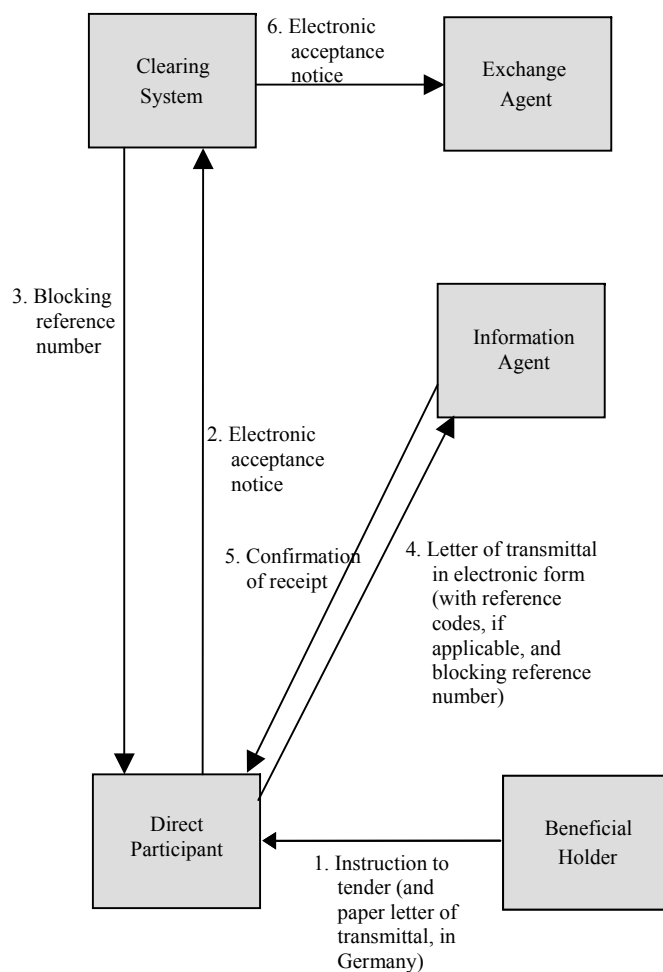 6. Electronic
acceptance
notice
Clearing
System
Exchange
Agent
3. Blocking
reference
number
Information
Agent
2. Electronic
acceptance
notice
5. Confirmation
of receipt
4. Letter of transmittal
in electronic form
(with reference
codes, if
applicable, and
blocking reference
number)
Direct
Participant
Beneficial
Holder
1. Instruction to
tender (and
paper letter of
transmittal, in
Germany)